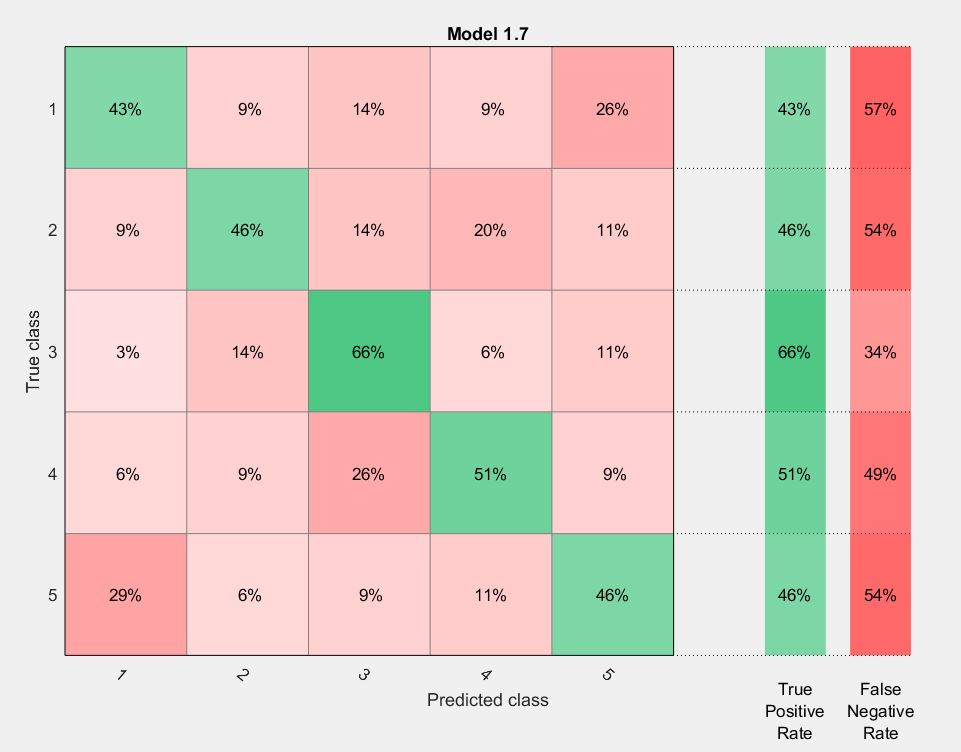 Model 1.7
1 43% 9% 14% 9% 26% 43% 57%
2 9% 46% 14% 20% 11% 46% 54%
True class
3 3% 14% 66% 6% 11% 66% 34%
4 6% 9% 26% 51% 9% 51% 49%
5 29% 6% 9% 11% 46% 46% 54%
1 2 3 4 5
Predicted class
True
Positive
Rate
False
Negative
Rate